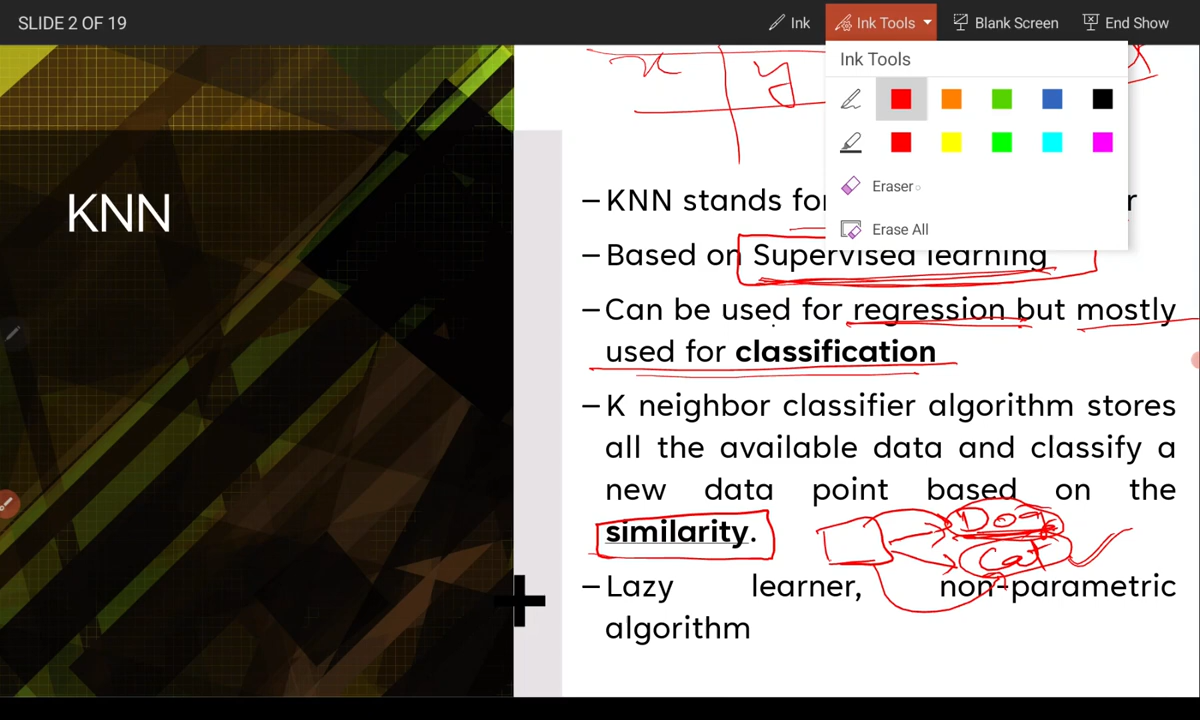 SLIDE 2 OF 19
Ink
Ink Tools
Blank Screen
End Show
Ink Tools
Eraser
Erase All
x y
KNN
– KNN stands for r
– Based on Supervised learning
– Can be used for regression but mostly
used for classification
– K neighbor classifier algorithm stores
all the available data and classify a
new data point based on the
similarity.
Dog
Cat
– Lazy learner, non-parametric
algorithm